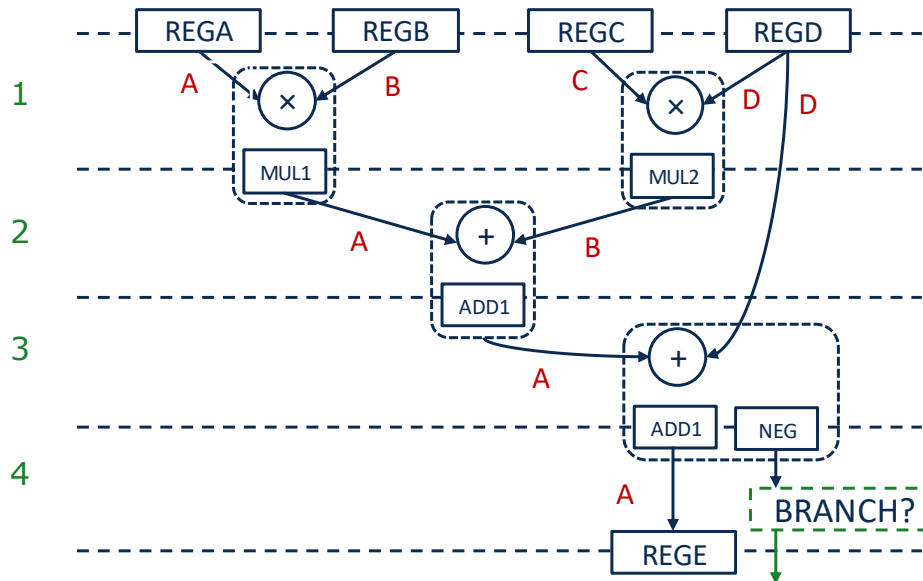 REGA REGB REGC REGD
1 A B C D D
× ×
MUL1 MUL2
2 A + B
ADD1
3 A +
ADD1 NEG
4 A BRANCH?
REGE